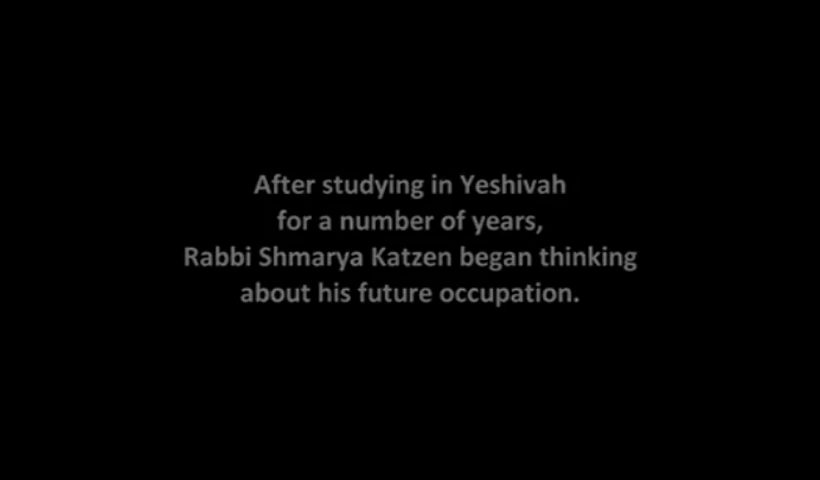 After studying in Yeshivah
for a number of years,
Rabbi Shmarya Katzen began thinking
about his future occupation.